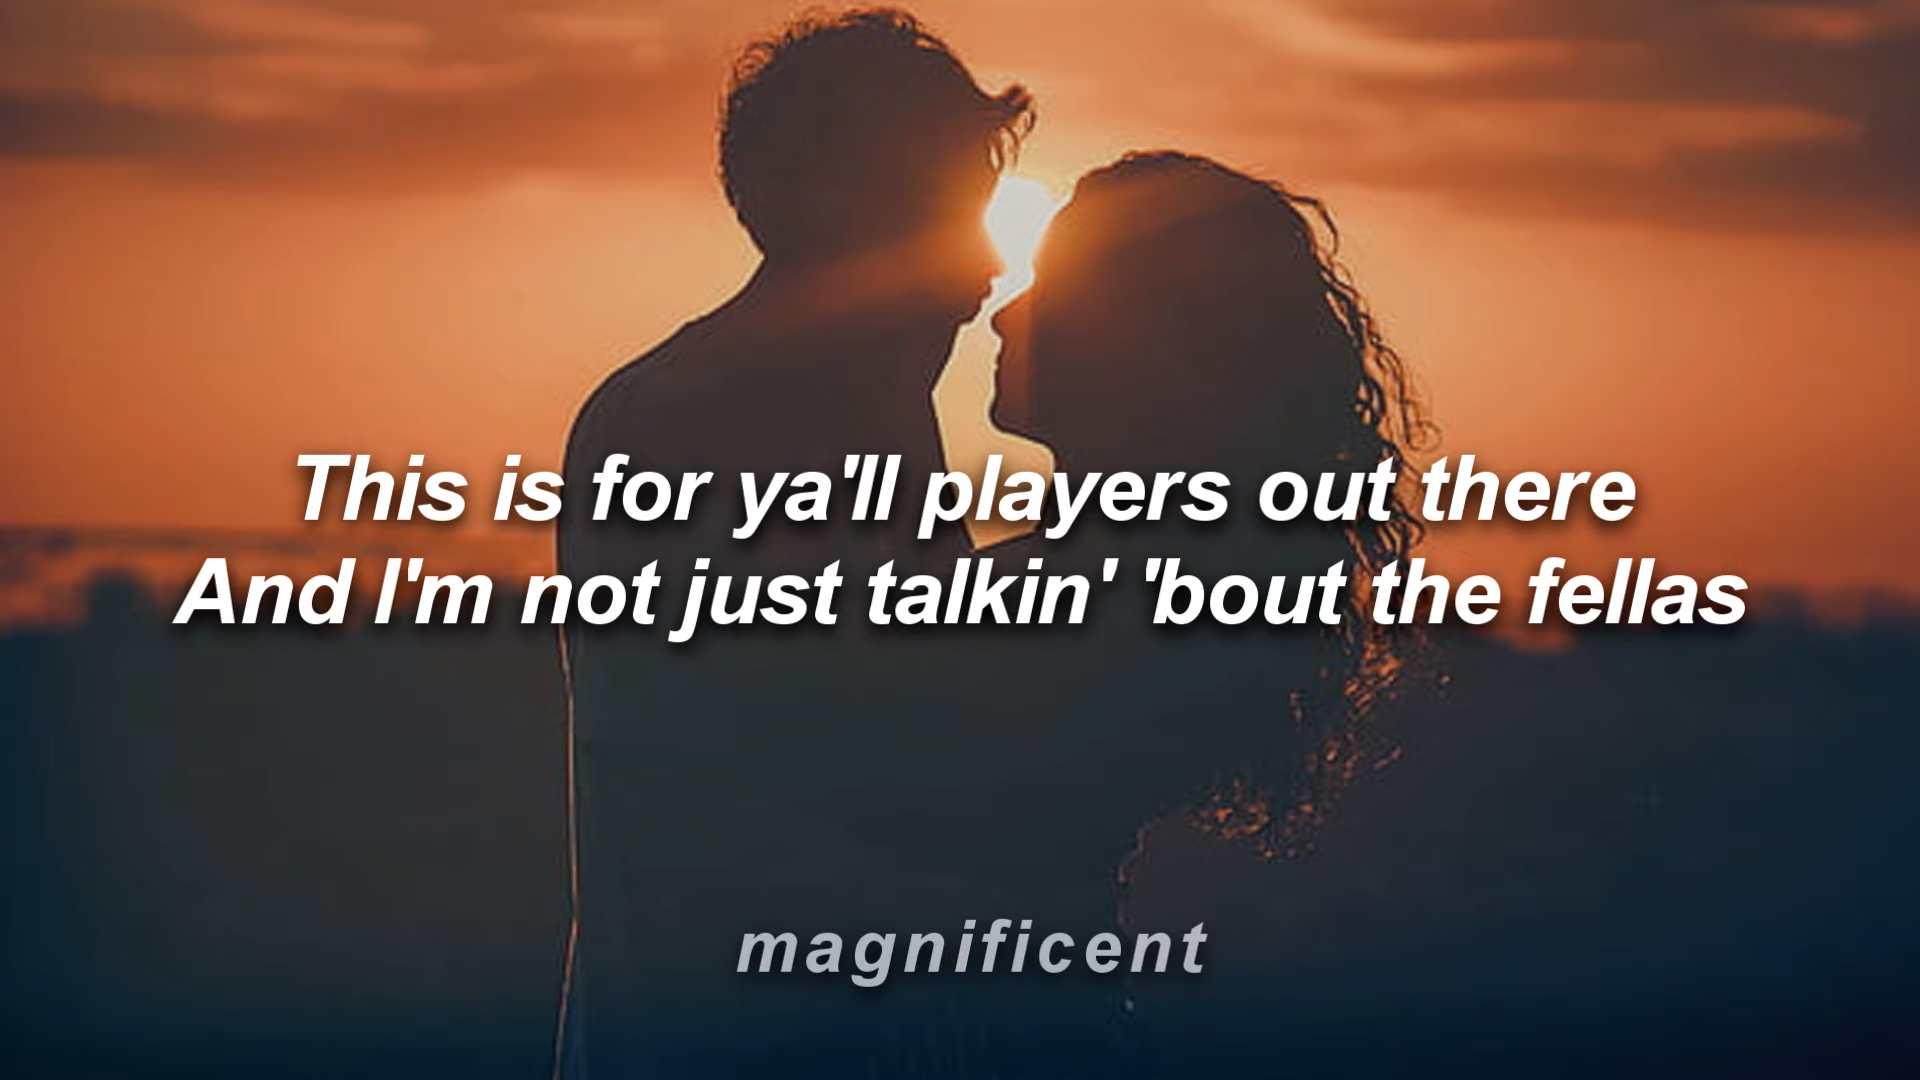 This is for ya'll players out there
And I'm not just talkin' 'bout the fellas
magnificent